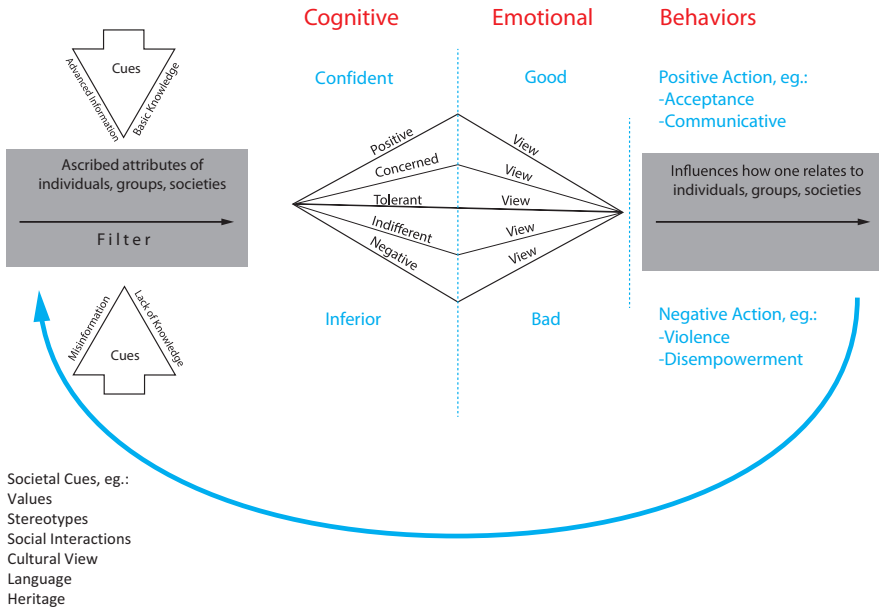 Cognitive
Emotional
Behaviors
Cues
Advanced Information
Basic Knowledge
Confident
Good
Positive Action, eg.:
-Acceptance
-Communicative
Ascribed attributes of
individuals, groups, societies
Filter
Positive
View
Concerned
View
Tolerant
View
Indifferent
View
Negative
View
Influences how one relates to
individuals, groups, societies
Misinformation
Lack of Knowledge
Cues
Inferior
Bad
Negative Action, eg.:
-Violence
-Disempowerment
Societal Cues, eg.:
Values
Stereotypes
Social Interactions
Cultural View
Language
Heritage